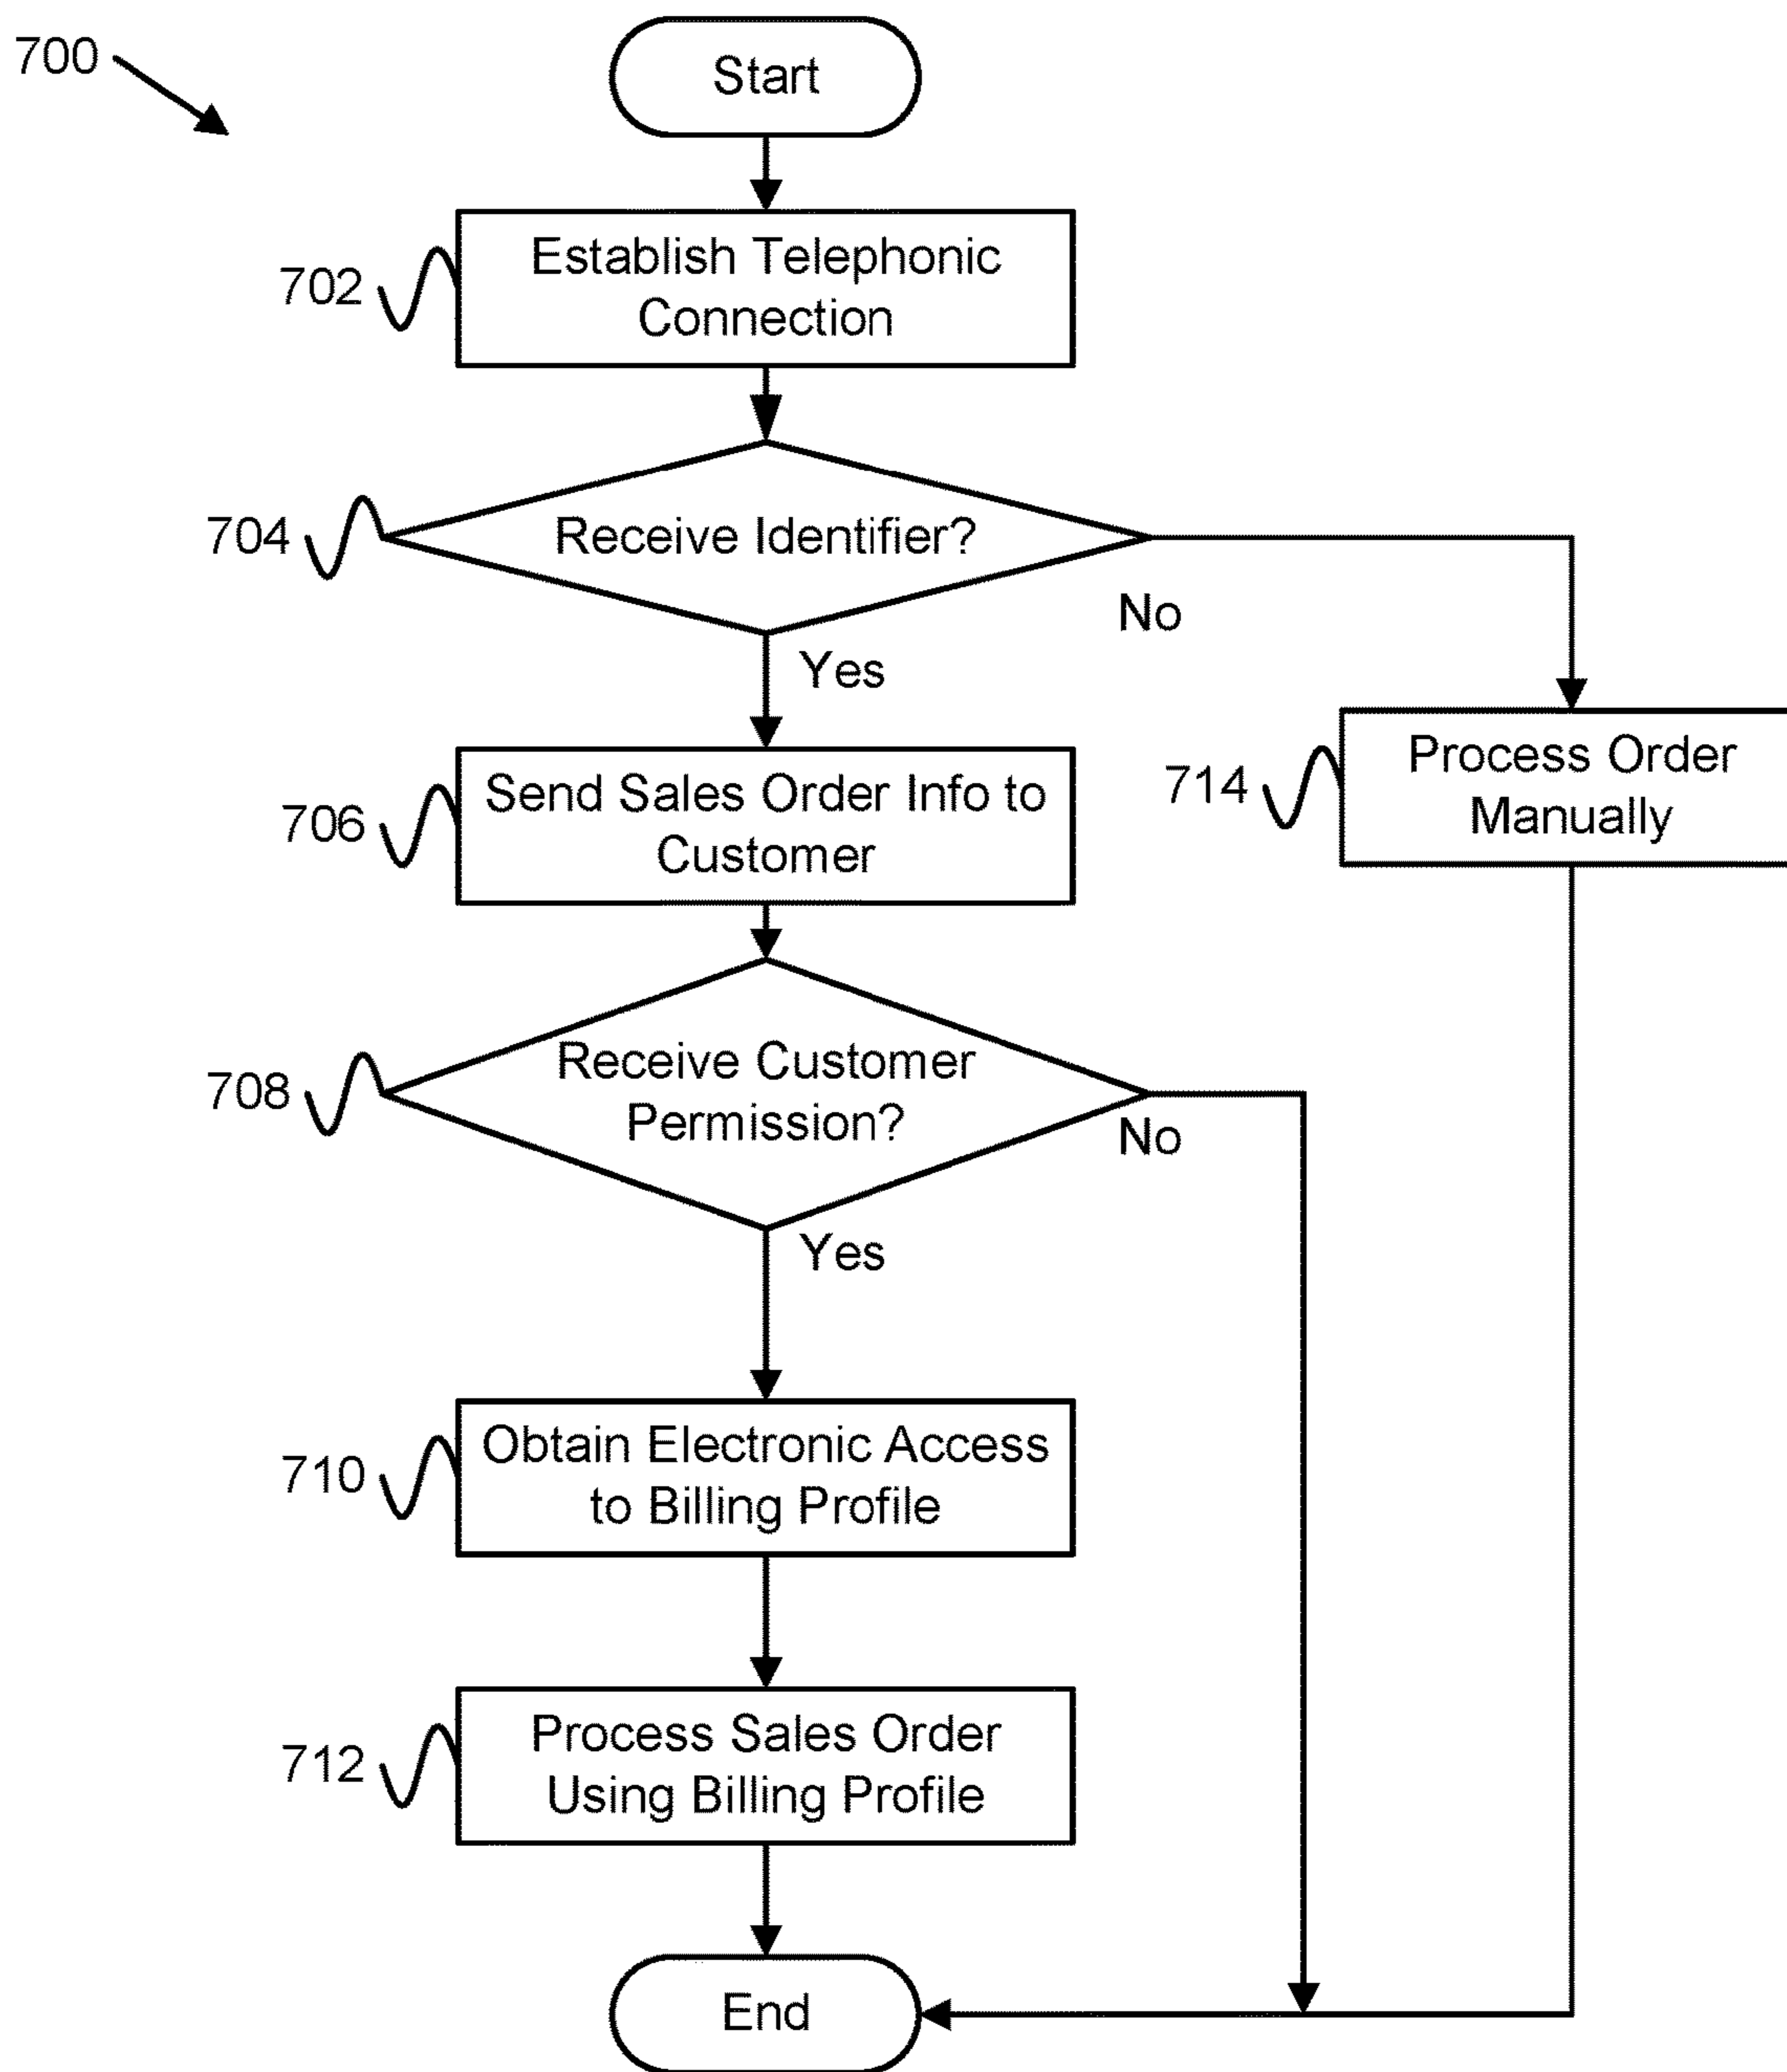 700
Start
702
Establish Telephonic
Connection
704
Receive Identifier?
No
Yes
706
Send Sales Order Info to
Customer
714
Process Order
Manually
708
Receive Customer
Permission?
No
Yes
710
Obtain Electronic Access
to Billing Profile
712
Process Sales Order
Using Billing Profile
End